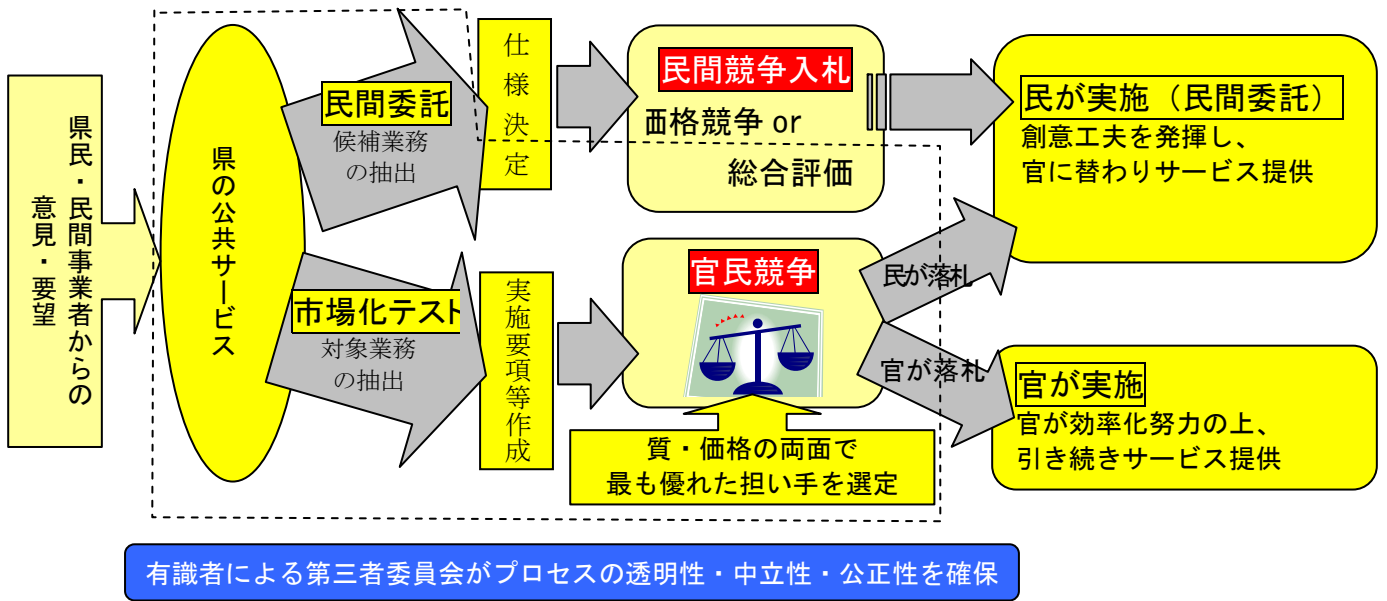 県民・民間事業者からの
意見・要望
県の公共サービス
民間委託
候補業務
の抽出
仕様決定
民間競争入札
価格競争 or
総合評価
民が実施（民間委託）
創意工夫を発揮し、
官に替わりサービス提供
市場化テスト
対象業務
の抽出
実施要項等作成
官民競争
民が落札
官が落札
官が実施
官が効率化努力の上、
引き続きサービス提供
質・価格の両面で
最も優れた担い手を選定
有識者による第三者委員会がプロセスの透明性・中立性・公正性を確保